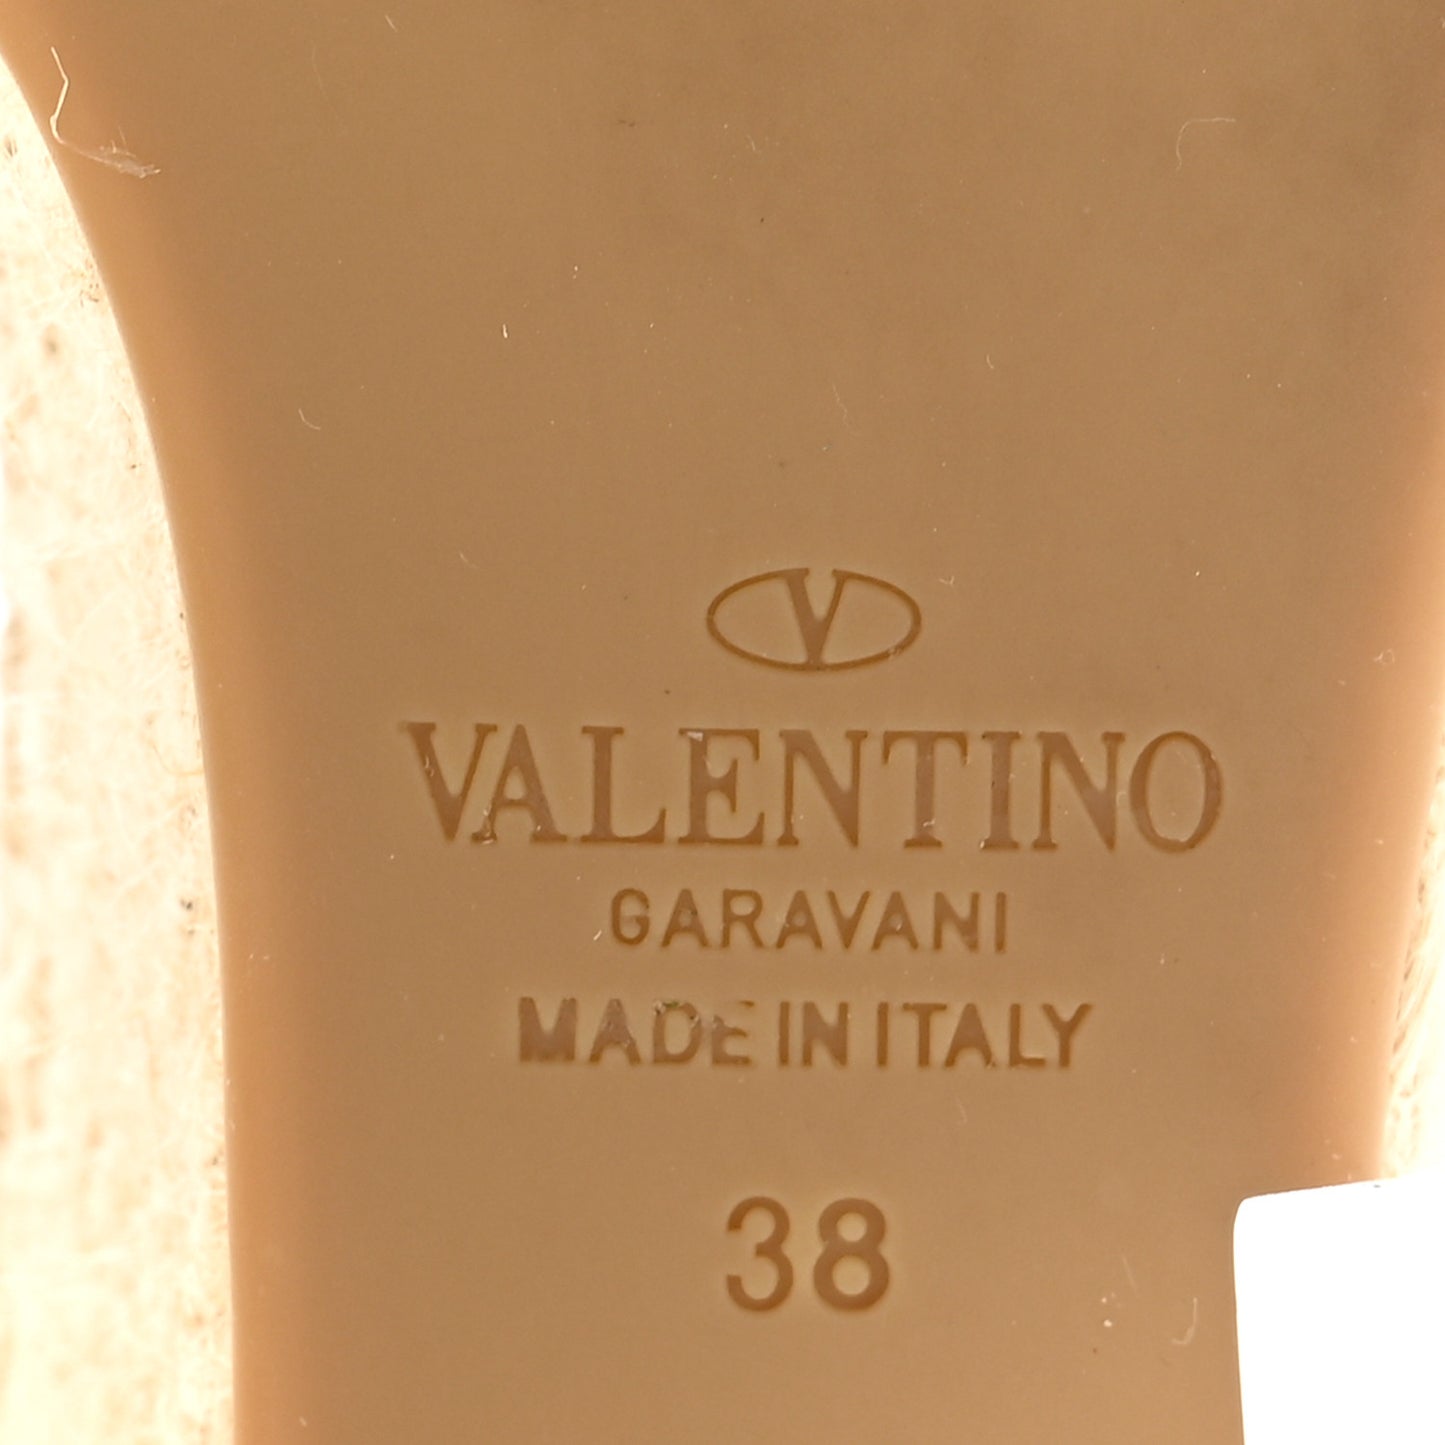 V
VALENTINO
GARAVANI
MADE IN ITALY
38